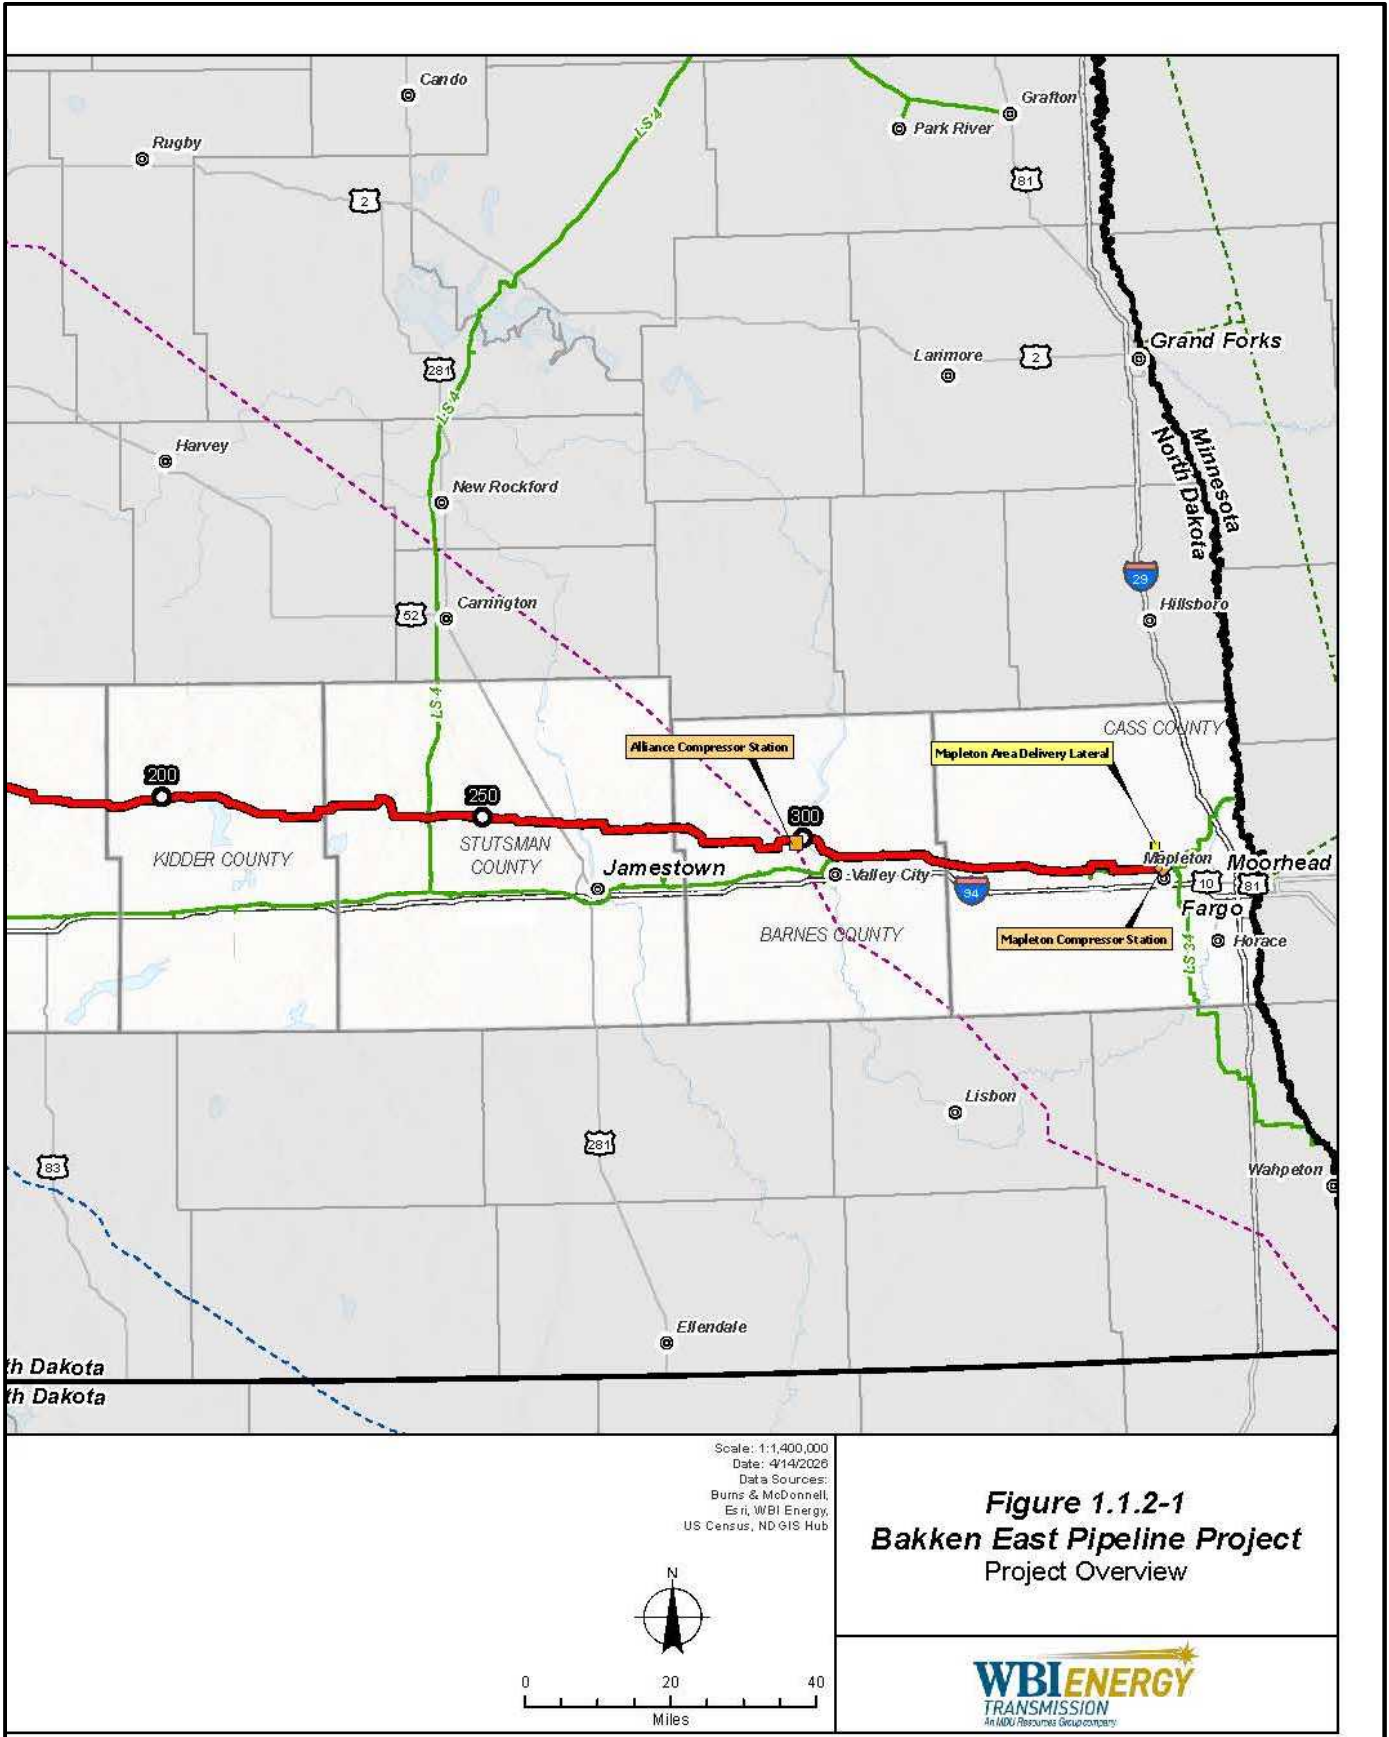 Cando
Grafton
Park River
Rugby
LS 4
81
2
Grand Forks
Larimore
2
281
LS 4
Minnesota
North Dakota
Harvey
New Rockford
29
Hillsboro
52
Carrington
LS 4
CASS COUNTY
Alliance Compressor Station
Mapleton Area Delivery Lateral
200
250
300
KIDDER COUNTY
STUTSMAN
COUNTY
Jamestown
Valley City
Mapleton
Moorhead
94
10
81
Fargo
BARNES COUNTY
Mapleton Compressor Station
Horace
LS 34
Lisbon
281
83
Wahpeton
Ellendale
th Dakota
th Dakota
Scale: 1:1,400,000
Date: 4/14/2026
Data Sources:
Burns & McDonnell,
Esri, WBI Energy,
US Census, ND GIS Hub
N
0 20 40
Miles
Figure 1.1.2-1
Bakken East Pipeline Project
Project Overview
WBI ENERGY
TRANSMISSION
An MDU Resources Group company